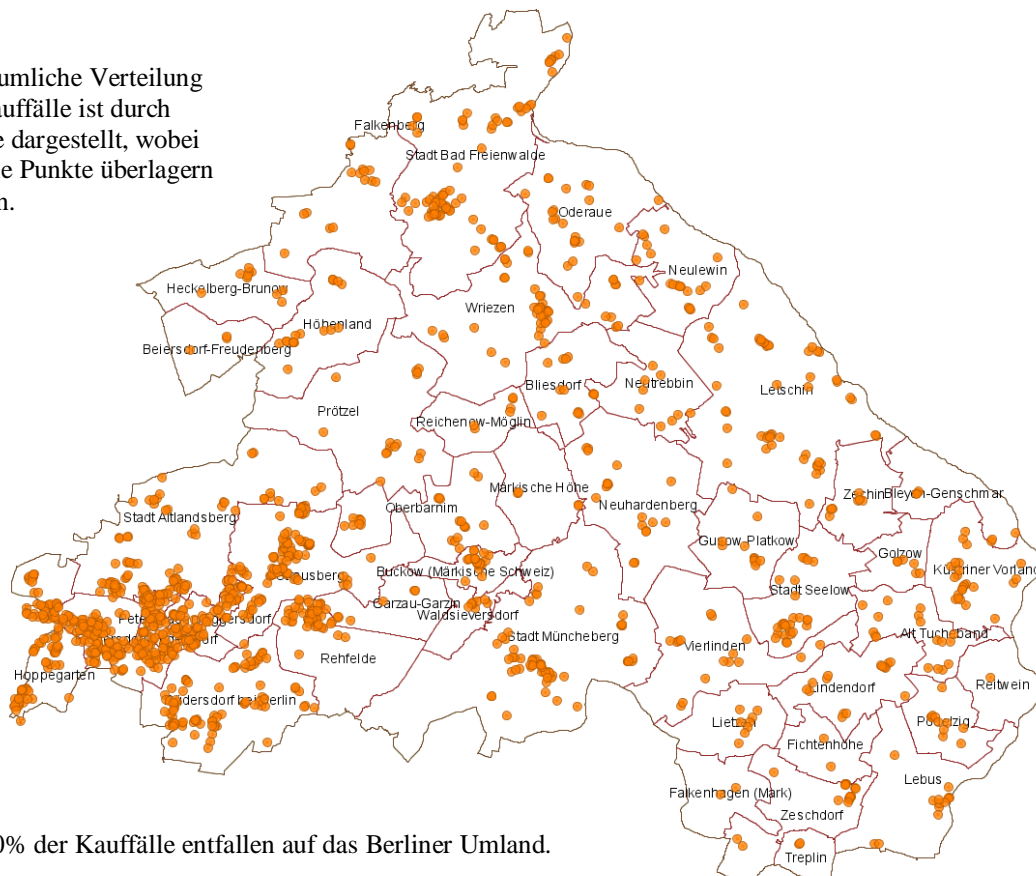 umliche Verteilung
auffälle ist durch
e dargestellt, wobei
e Punkte überlagern
n.
Falkenberg
Stadt Bad Freienwalde
Oderaue
Neulewin
Heckelberg-Brunow
Wriezen
Höhenland
Beiersdorf-Freudenberg
Bliesdorf
Neutrebbin
Letschin
Prötzel
Reichenow-Möglin
Märkische Höhe
Zechin
Bleyen-Genschmar
Oberbarnim
Neuhardenberg
Stadt Altlandsberg
Gusow-Platkow
Golzow
Küstriner Vorland
Buckow (Märkische Schweiz)
Stadt Seelow
Garzau-Garzin
Waldsieversdorf
Alt Tucheband
Stadt Müncheberg
Vierlinden
Rehfelde
Hoppegarten
Reitwein
Lindendorf
Lietzen
Podelzig
Fichtenhöhe
Lebus
Falkenhagen (Mark)
Zeschdorf
Treplin
0% der Kauffälle entfallen auf das Berliner Umland.